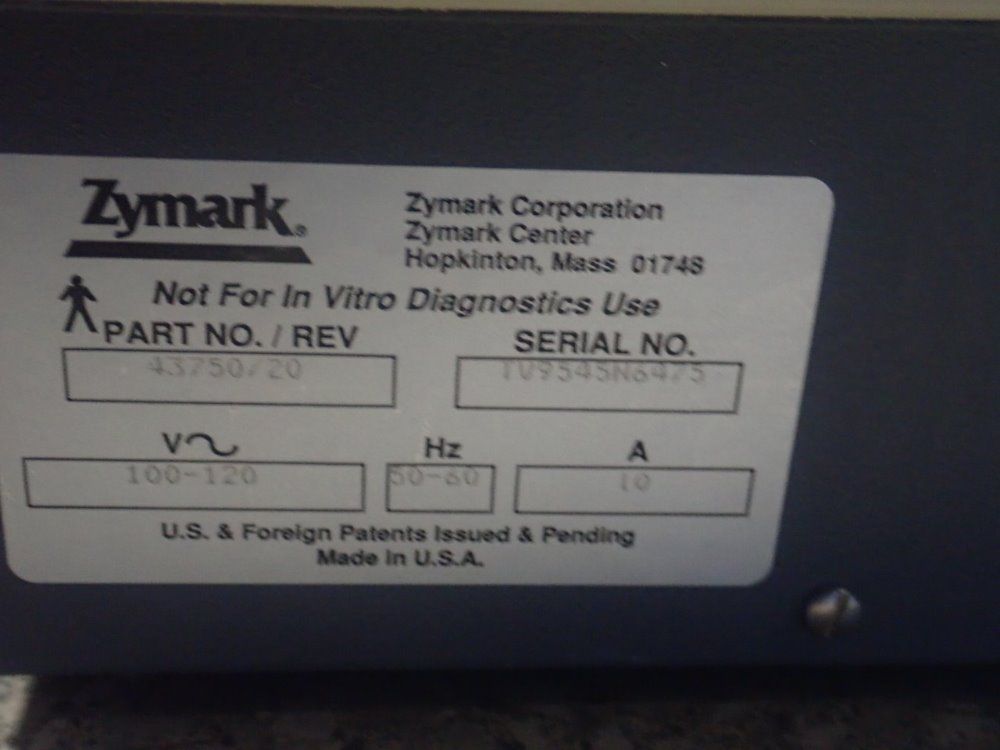 Zymark®
Zymark Corporation
Zymark Center
Hopkinton, Mass 01748
Not For In Vitro Diagnostics Use
PART NO. / REV
43750/20
SERIAL NO.
TV9545N6475
V
100-120
Hz
50-60
A
10
U.S. & Foreign Patents Issued & Pending
Made in U.S.A.